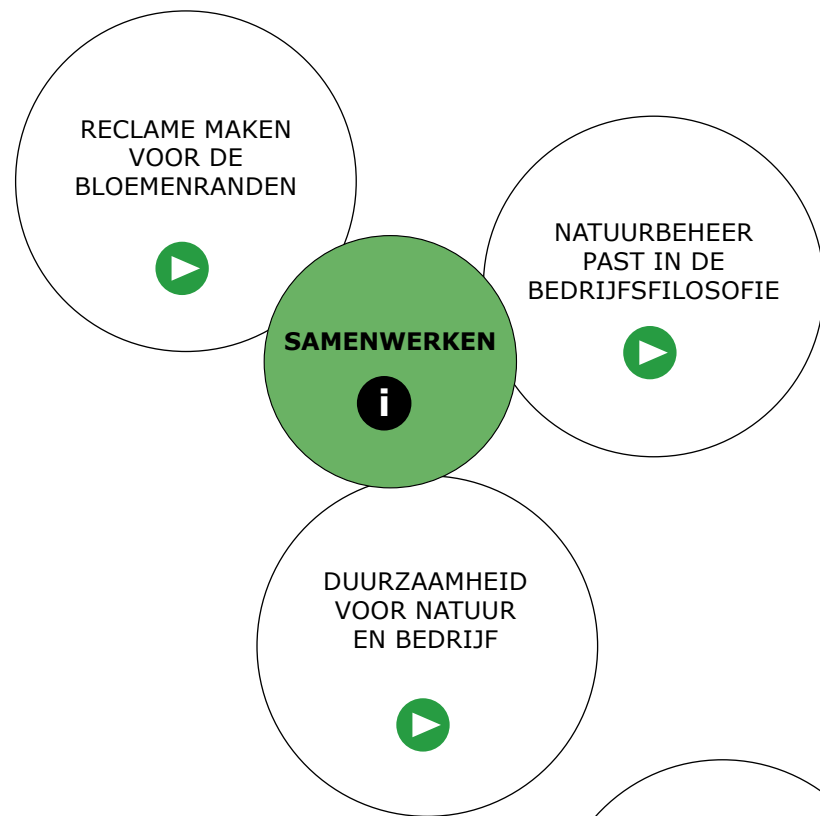 RECLAME MAKEN
VOOR DE
BLOEMENRANDEN
NATUURBEHEER
PAST IN DE
BEDRIJFSFILOSOFIE
SAMENWERKEN
i
DUURZAAMHEID
VOOR NATUUR
EN BEDRIJF